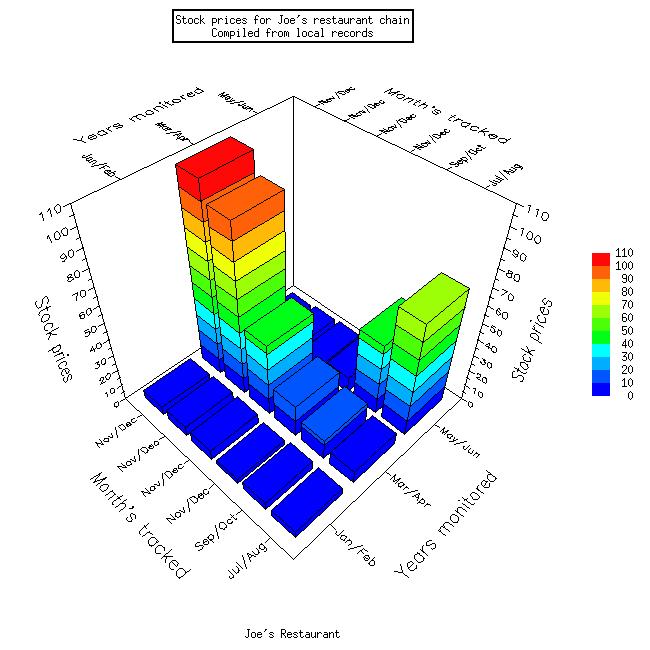 Stock prices for Joe's restaurant chain
Compiled from local records
Years monitored
Month's tracked
Jan/Feb
Mar/Apr
May/Jun
Nov/Dec
Nov/Dec
Nov/Dec
Nov/Dec
Sep/Oct
Jul/Aug
110
100
90
80
70
60
50
40
30
20
10
0
Stock prices
110
100
90
80
70
60
50
40
30
20
10
0
Stock prices
110
100
90
80
70
60
50
40
30
20
10
0
Nov/Dec
Nov/Dec
Nov/Dec
Nov/Dec
Sep/Oct
Jul/Aug
Month's tracked
Jan/Feb
Mar/Apr
May/Jun
Years monitored
Joe's Restaurant